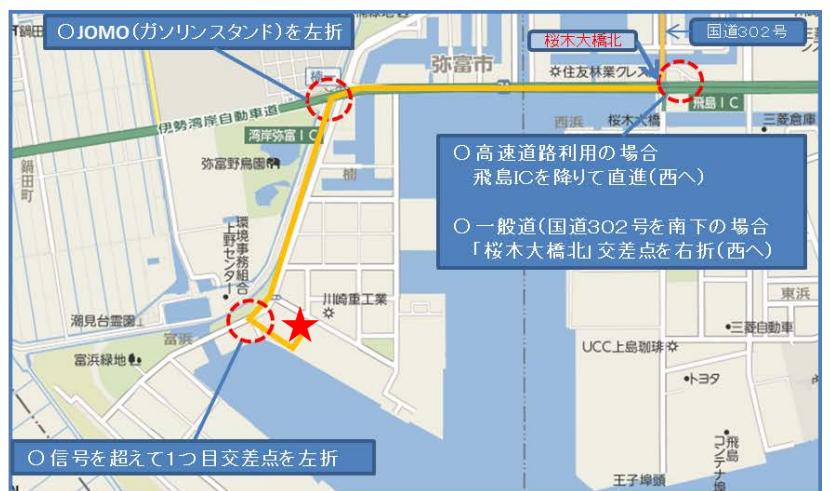 鍋田
〇JOMO(ガソリンスタンド)を左折
桜木大橋北
国道302号
弥富市
住友林業クレス
楠一
飛島IC
伊勢湾岸自動車道
西浜
桜木大橋
三菱倉庫
湾岸弥富IC
弥富野鳥園
楠
鍋田町
〇高速道路利用の場合
飛島ICを降りて直進(西へ)
〇一般道(国道302号を南下の場合
「桜木大橋北」交差点を右折(西へ)
環境事務組合
上野センター
川崎重工業
東浜
潮見台霊園
富浜
三菱自動車
富浜緑地
UCC上島珈琲
トヨタ
〇信号を超えて1つ目交差点を左折
飛島
コンテナ埠
王子埠頭